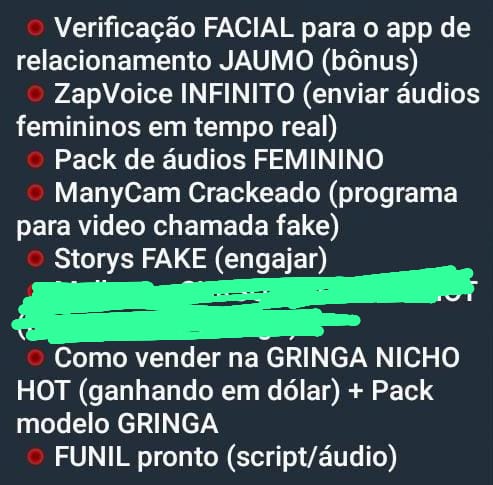 Verificação FACIAL para o app de
relacionamento JAUMO (bônus)
ZapVoice INFINITO (enviar áudios
femininos em tempo real)
Pack de áudios FEMININO
ManyCam Crackeado (programa
para video chamada fake)
Storys FAKE (engajar)
Como vender na GRINGA NICHO
HOT (ganhando em dólar) + Pack
modelo GRINGA
FUNIL pronto (script/áudio)